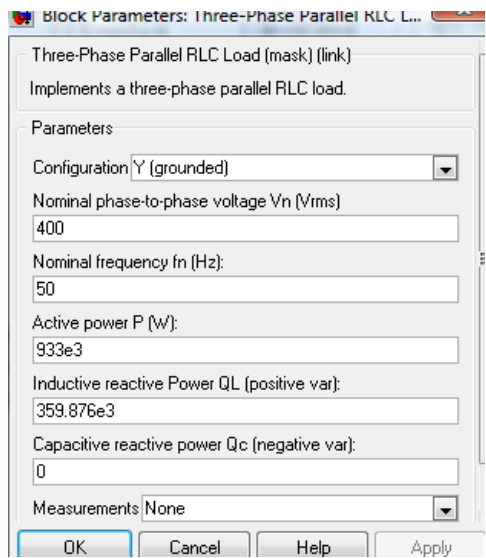 Block Parameters: Three-Phase Parallel RLC L...
Three-Phase Parallel RLC Load (mask) (link)
Implements a three-phase parallel RLC load.
Parameters
Configuration Y (grounded)
Nominal phase-to-phase voltage Vn (Vrms)
400
Nominal frequency fn (Hz):
50
Active power P (W):
933e3
Inductive reactive Power QL (positive var):
359.876e3
Capacitive reactive power Qc (negative var):
0
Measurements None
OK Cancel Help Apply